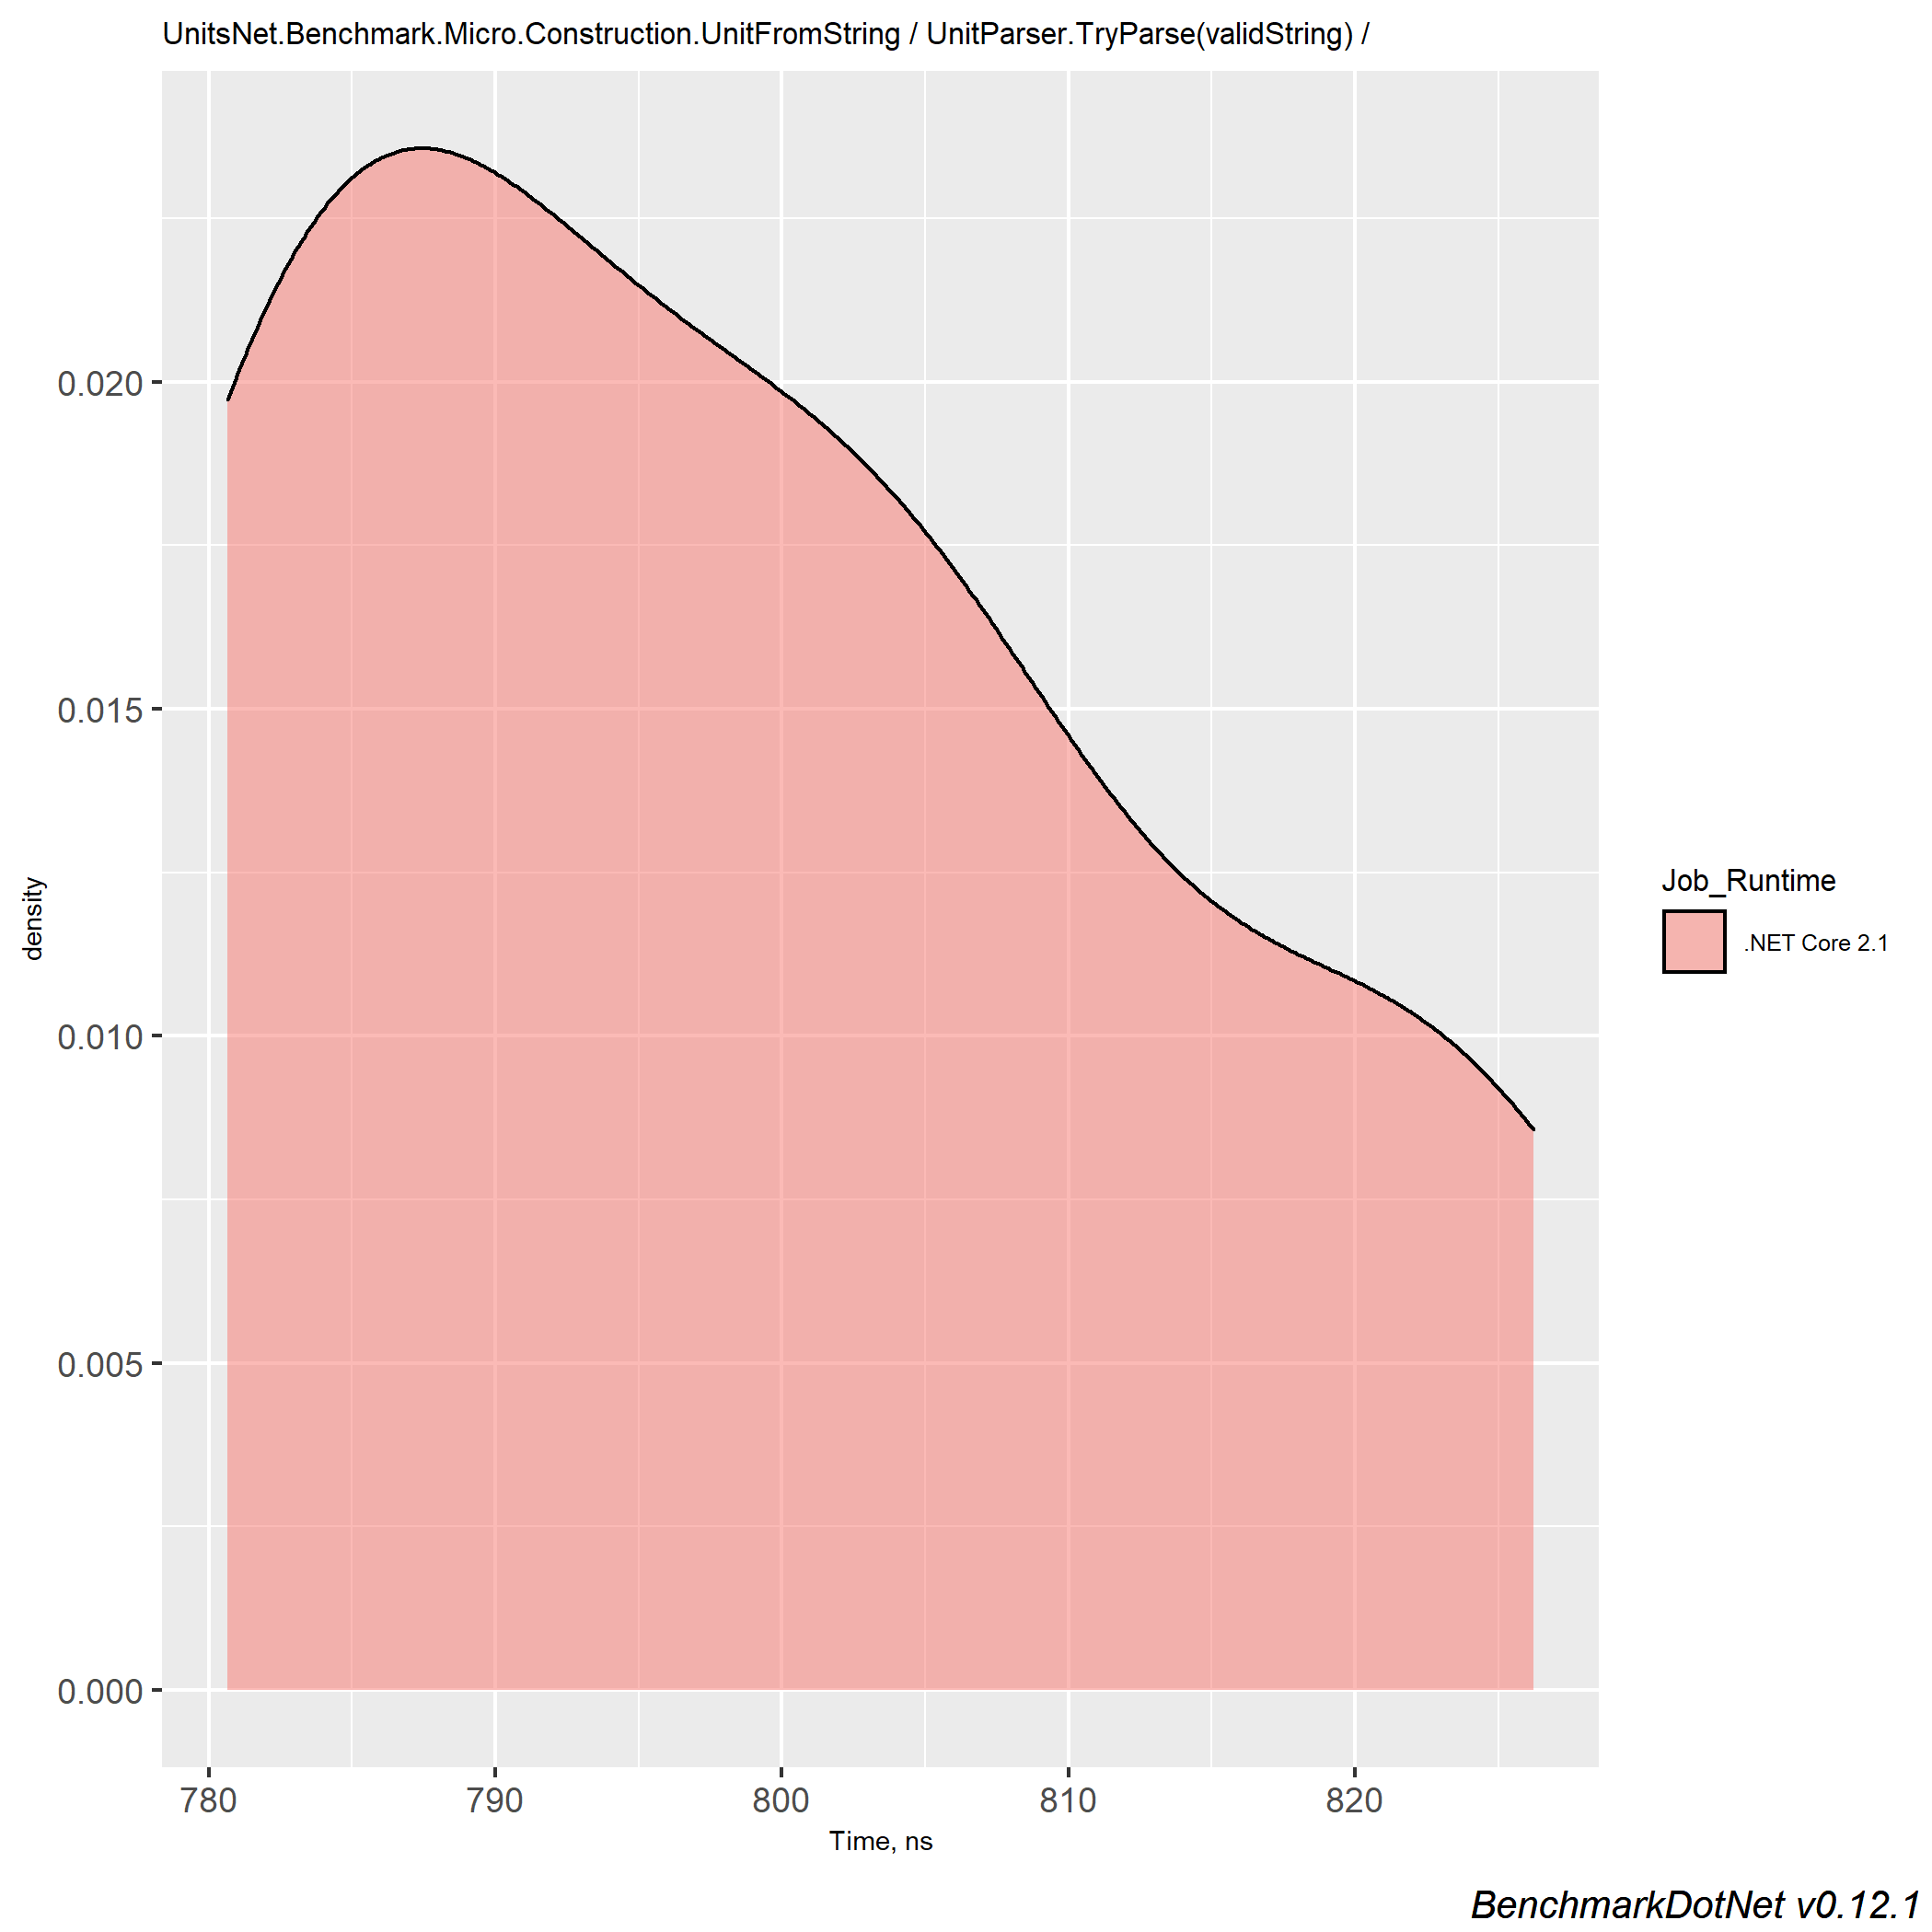 UnitsNet.Benchmark.Micro.Construction.UnitFromString / UnitParser.TryParse(validString) /
0.020
0.015
0.010
0.005
0.000
density
780 790 800 810 820
Time, ns
Job_Runtime
.NET Core 2.1
BenchmarkDotNet v0.12.1